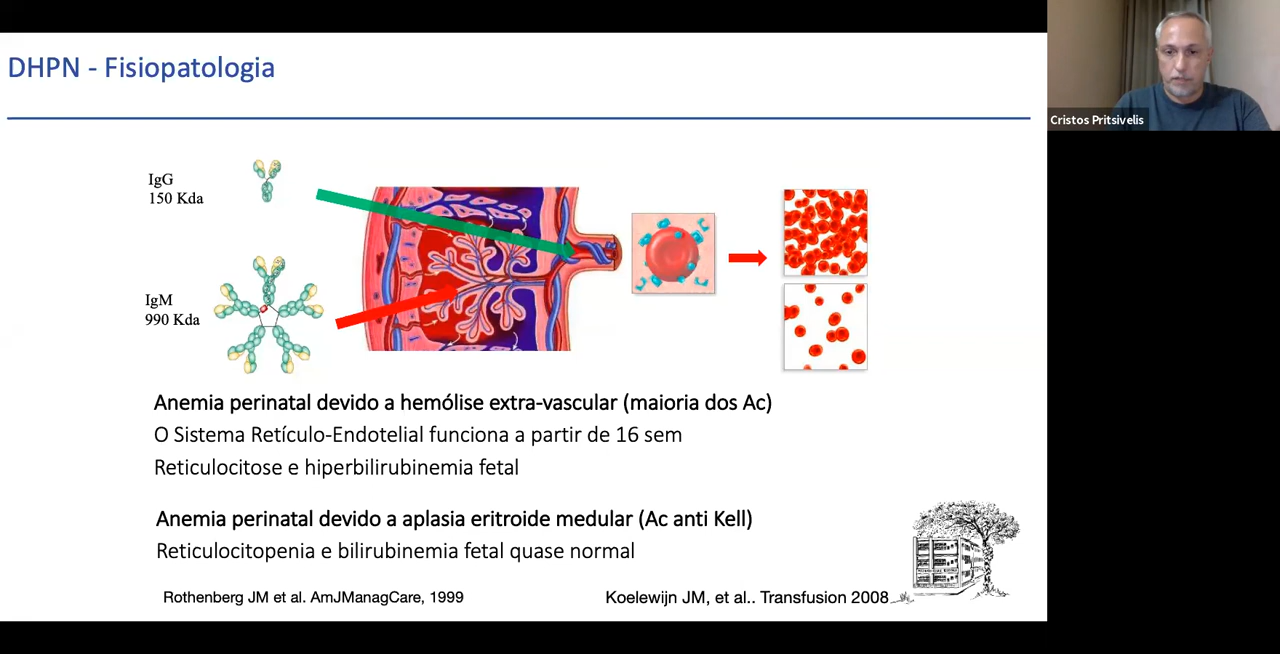 DHPN - Fisiopatologia
Cristos Pritsivelis
IgG
150 Kda
IgM
990 Kda
Anemia perinatal devido a hemólise extra-vascular (maioria dos Ac)
O Sistema Retículo-Endotelial funciona a partir de 16 sem
Reticulocitose e hiperbilirubinemia fetal
Anemia perinatal devido a aplasia eritroide medular (Ac anti Kell)
Reticulocitopenia e bilirubinemia fetal quase normal
Rothenberg JM et al. AmJManagCare, 1999
Koelewijn JM, et al.. Transfusion 2008